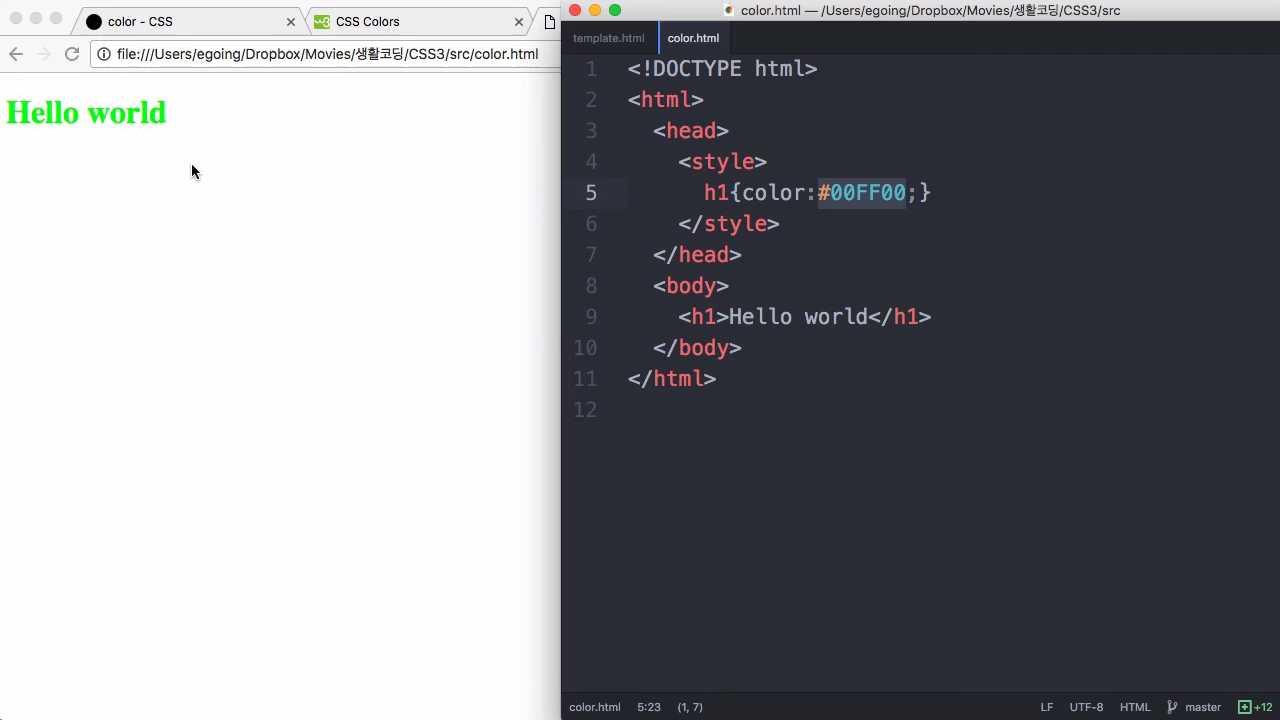 color - CSS
CSS Colors
file:///Users/egoing/Dropbox/Movies/생활코딩/CSS3/src/color.html
Hello world
color.html — /Users/egoing/Dropbox/Movies/생활코딩/CSS3/src
template.html
color.html
1 <!DOCTYPE html>
2 <html>
3 <head>
4 <style>
5 h1{color:#00FF00;}
6 </style>
7 </head>
8 <body>
9 <h1>Hello world</h1>
10 </body>
11 </html>
12
color.html 5:23 (1, 7) LF UTF-8 HTML master +12